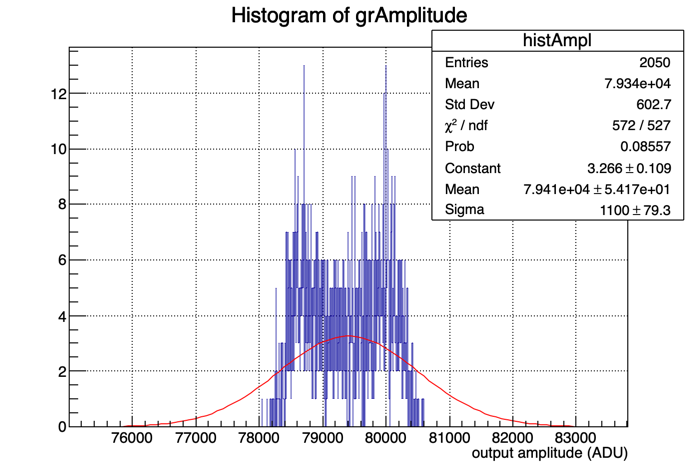 Histogram of grAmplitude
histAmpl
Entries 2050
Mean 7.934e+04
Std Dev 602.7
χ² / ndf 572 / 527
Prob 0.08557
Constant 3.266 ± 0.109
Mean 7.941e+04 ± 5.417e+01
Sigma 1100 ± 79.3
12
10
8
6
4
2
0
76000 77000 78000 79000 80000 81000 82000 83000
output amplitude (ADU)